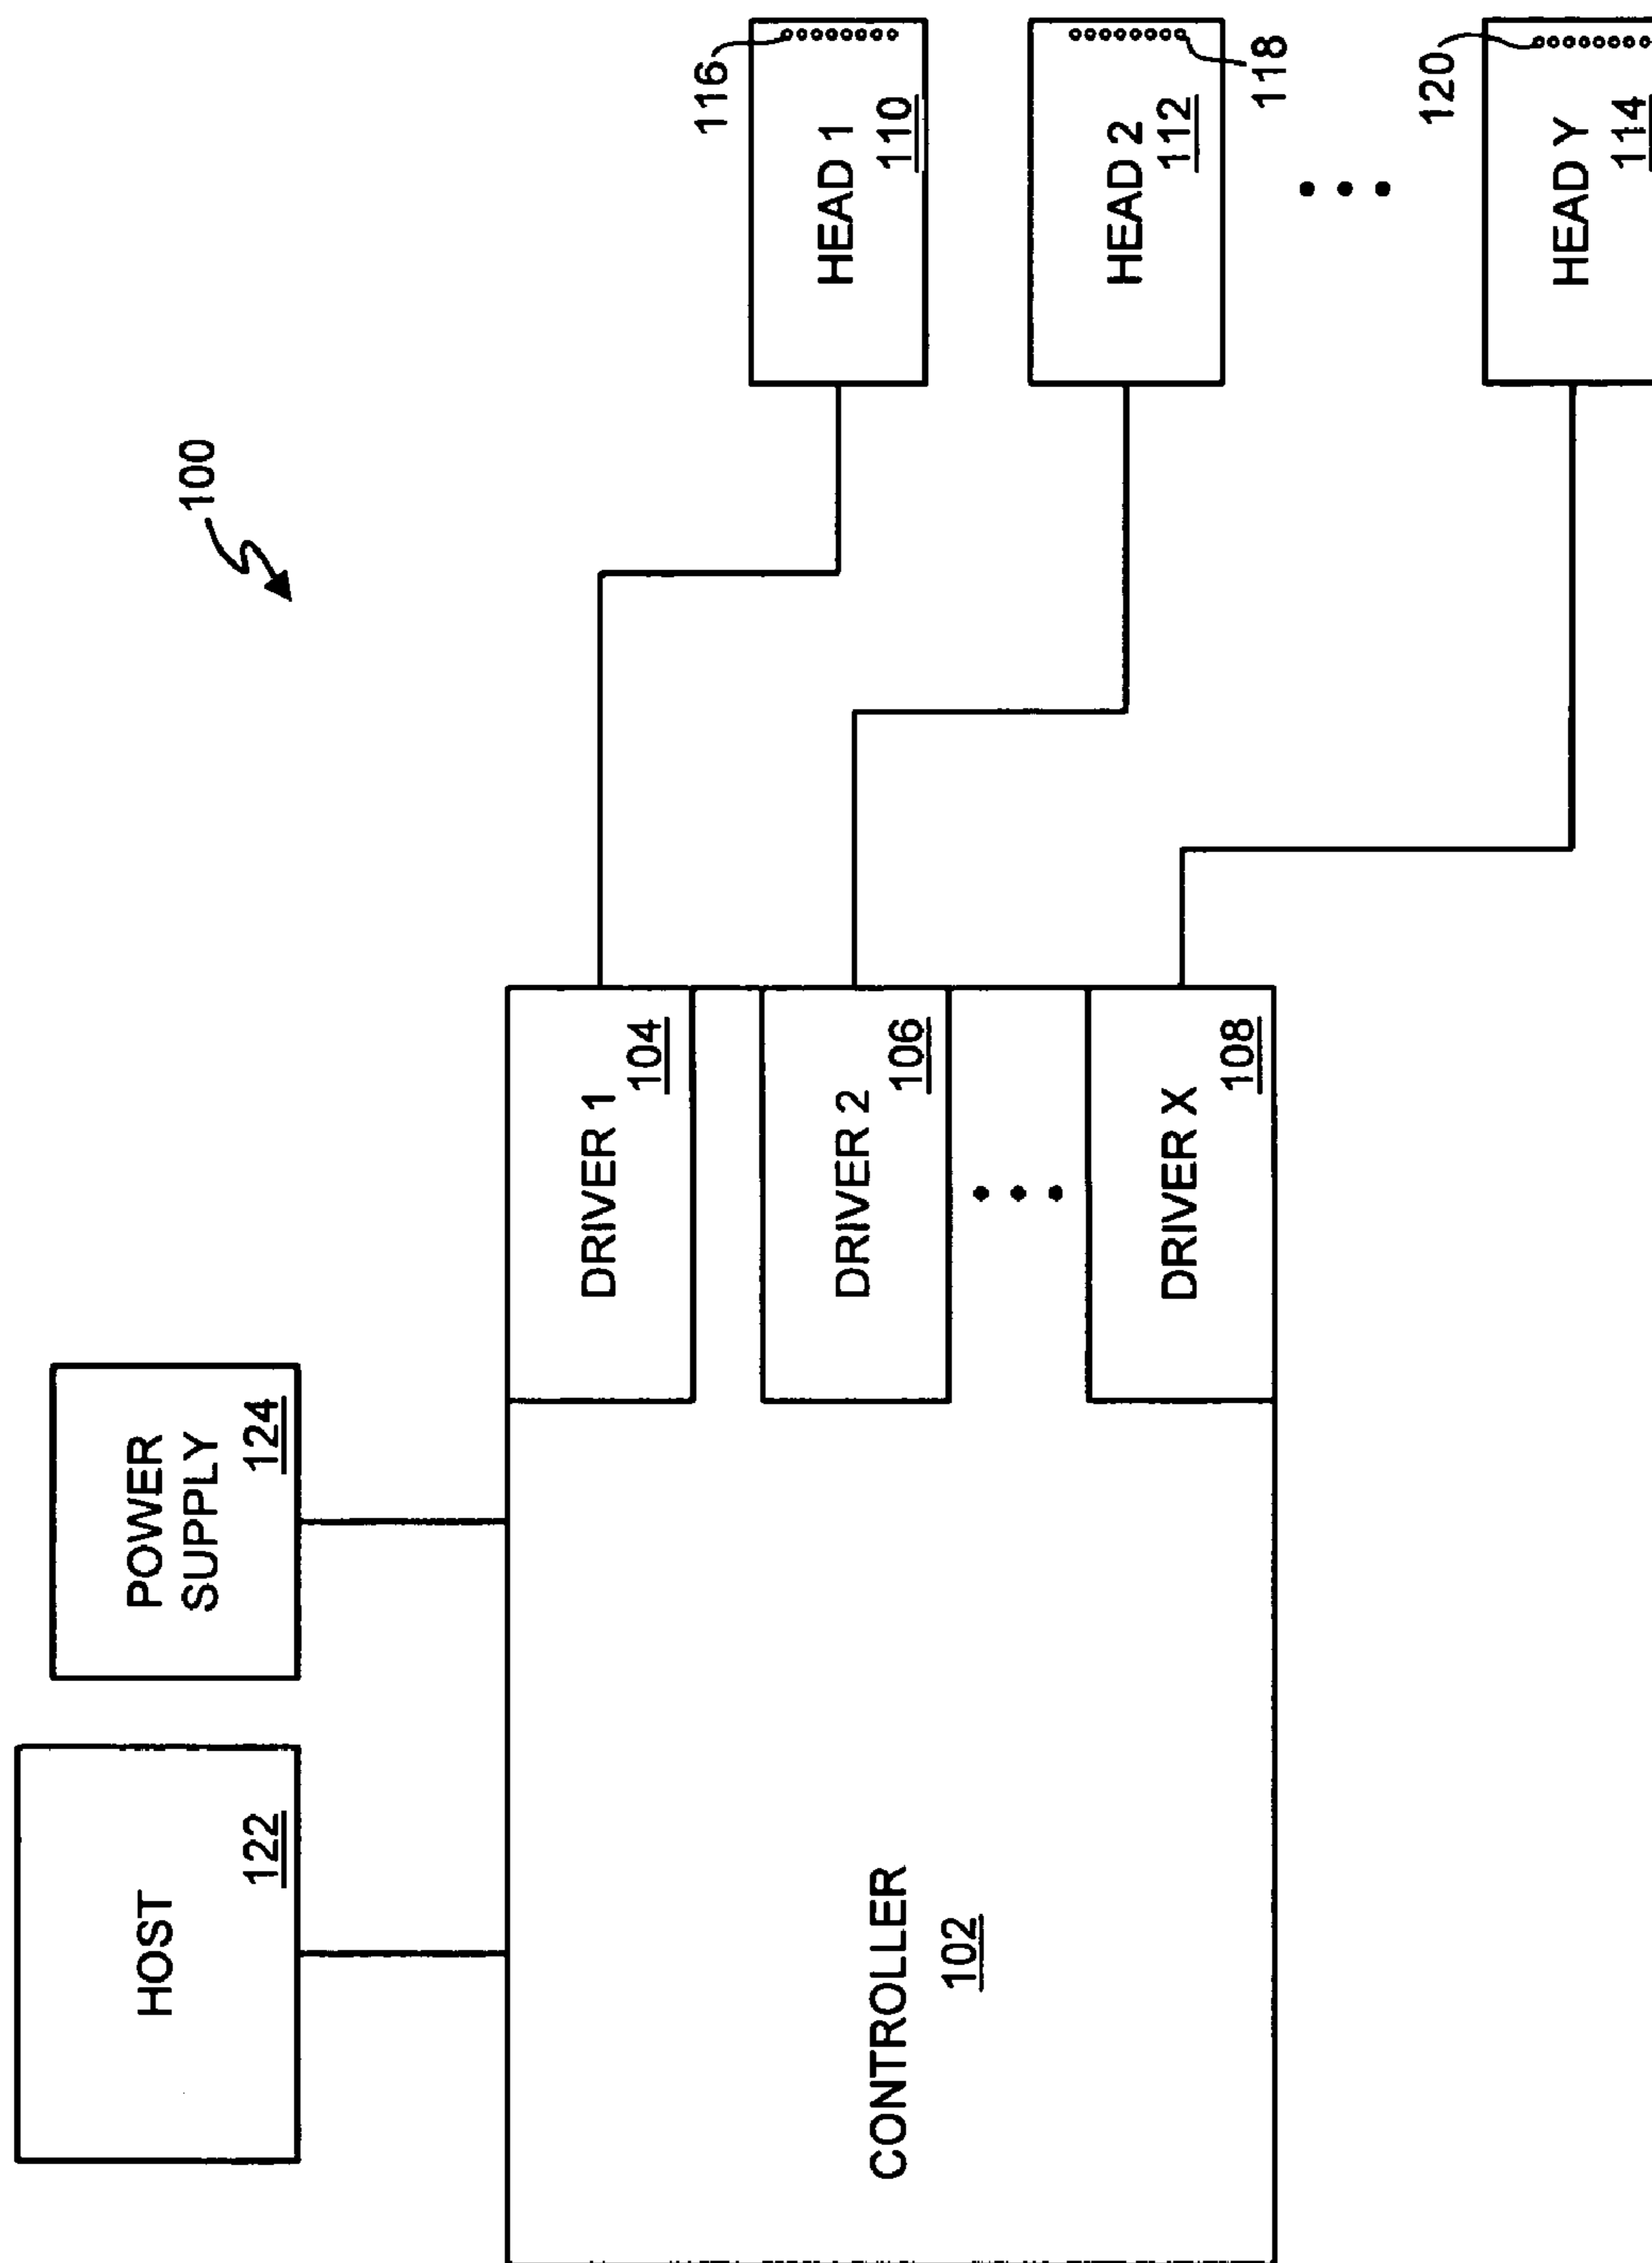 100
HOST
122
POWER
SUPPLY
124
CONTROLLER
102
DRIVER 1
104
DRIVER 2
106
DRIVER X
108
HEAD 1
110
116
HEAD 2
112
118
HEAD Y
114
120